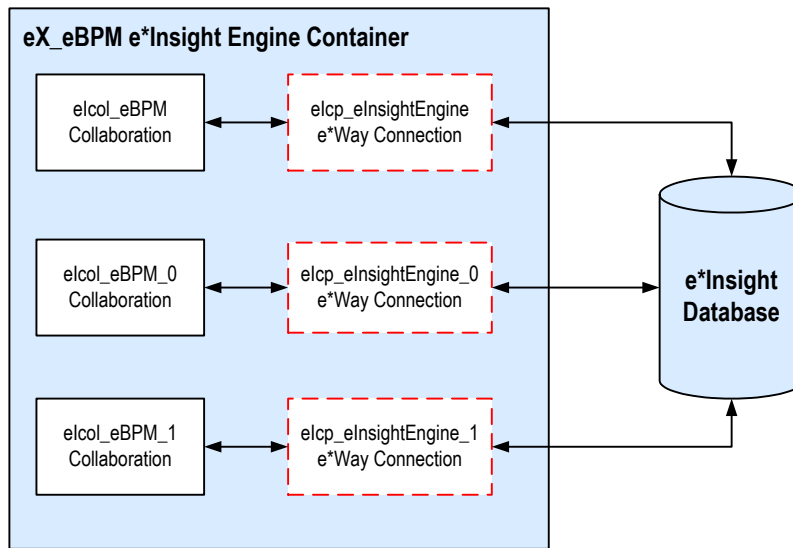 eX_eBPM e*Insight Engine Container
eIcol_eBPM
Collaboration
eIcp_eInsightEngine
e*Way Connection
eIcol_eBPM_0
Collaboration
eIcp_eInsightEngine_0
e*Way Connection
e*Insight
Database
eIcol_eBPM_1
Collaboration
eIcp_eInsightEngine_1
e*Way Connection